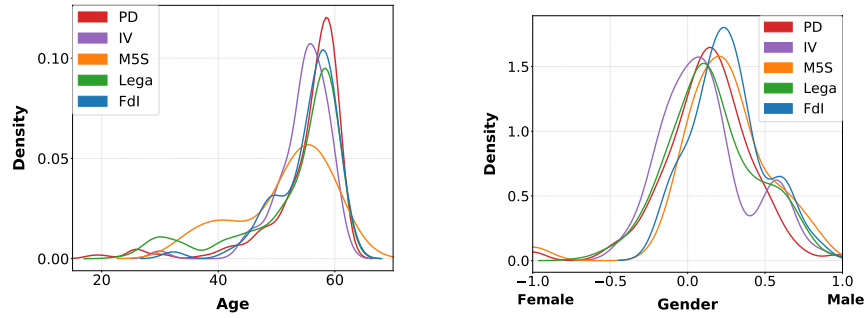 PD
IV
M5S
Lega
FdI
0.10
0.05
0.00
Density
20
40
60
Age
PD
IV
M5S
Lega
FdI
1.5
1.0
0.5
0.0
Density
−1.0
−0.5
0.0
0.5
1.0
Female
Gender
Male